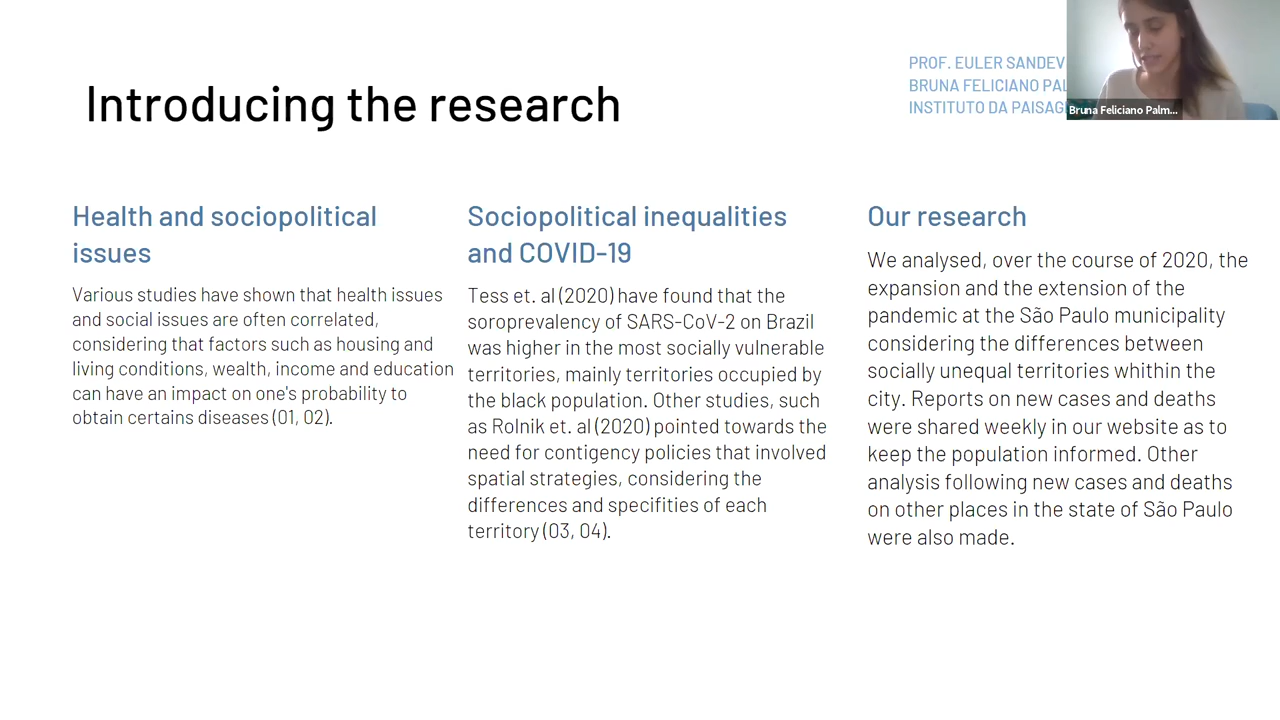 Introducing the research
PROF. EULER SANDEV
BRUNA FELICIANO PAL
INSTITUTO DA PAISAG
Bruna Feliciano Palm...
Health and sociopolitical
issues
Various studies have shown that health issues
and social issues are often correlated,
considering that factors such as housing and
living conditions, wealth, income and education
can have an impact on one's probability to
obtain certains diseases (01, 02).
Sociopolitical inequalities
and COVID-19
Tess et. al (2020) have found that the
soroprevalency of SARS-CoV-2 on Brazil
was higher in the most socially vulnerable
territories, mainly territories occupied by
the black population. Other studies, such
as Rolnik et. al (2020) pointed towards the
need for contigency policies that involved
spatial strategies, considering the
differences and specifities of each
territory (03, 04).
Our research
We analysed, over the course of 2020, the
expansion and the extension of the
pandemic at the São Paulo municipality
considering the differences between
socially unequal territories whithin the
city. Reports on new cases and deaths
were shared weekly in our website as to
keep the population informed. Other
analysis following new cases and deaths
on other places in the state of São Paulo
were also made.